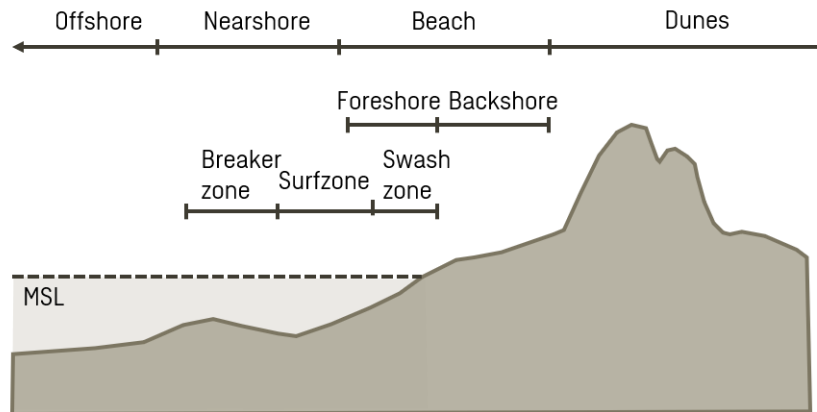 Offshore Nearshore Beach Dunes
Foreshore Backshore
Breaker zone
Surfzone
Swash zone
MSL